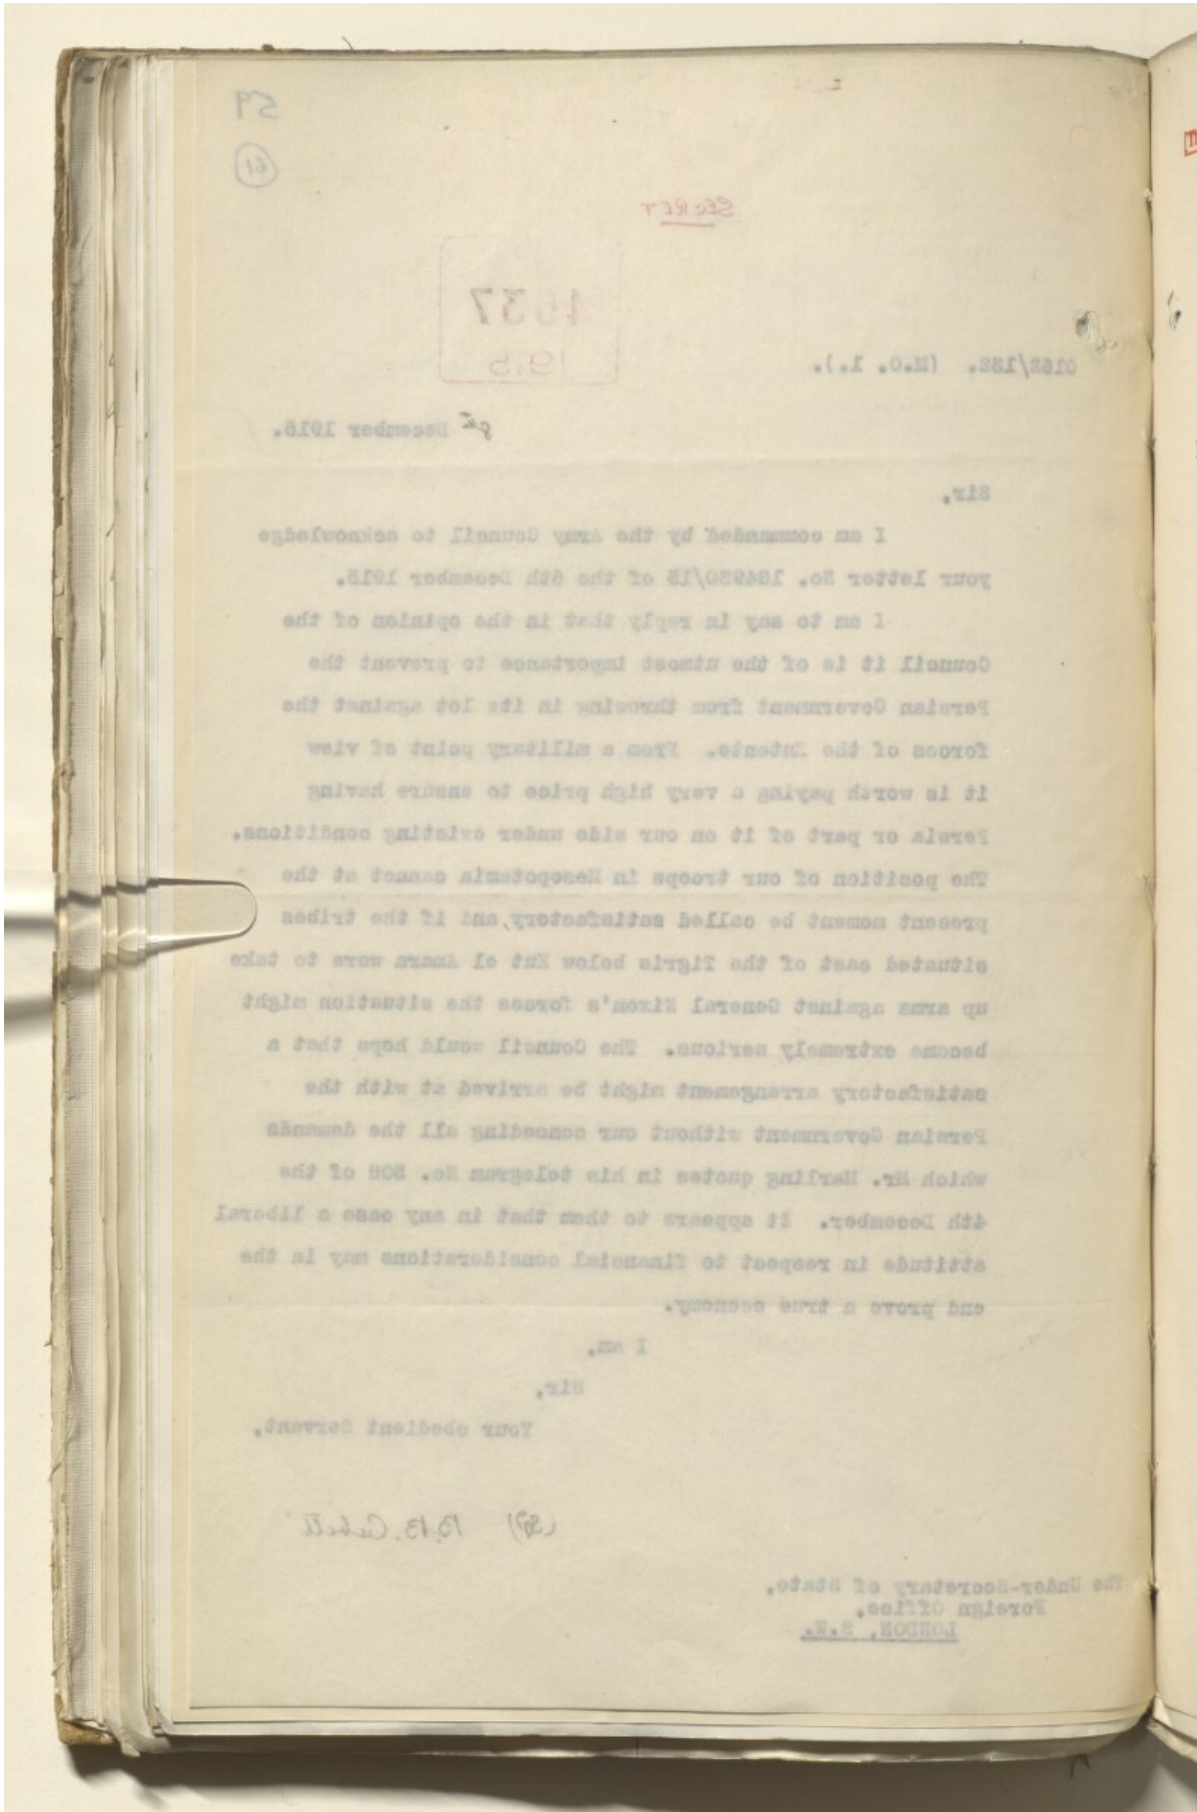 59
61
SECRET
1915
0162/132. (M.O. 1.).
December 1915.
Sir,
I am commanded by the Army Council to acknowledge
your letter No. 184930/15 of the 6th December 1915.
I am to say in reply that in the opinion of the
Council it is of the utmost importance to prevent the
Persian Government from throwing in its lot against the
forces of the Entente. From a military point of view
it is worth paying a very high price to ensure having
Persia or part of it on our side under existing conditions.
The position of our troops in Mesopotamia cannot at the
present moment be called satisfactory, and if the tribes
situated east of the Tigris below Kut el Amara were to take
up arms against General Nixon's forces the situation might
become extremely serious. The Council would hope that a
satisfactory arrangement might be arrived at with the
Persian Government without our conceding all the demands
which Mr. Marling quotes in his telegram No. 508 of the
4th December. It appears to them that in any case a liberal
attitude in respect to financial considerations may in the
end prove a true economy.
I am,
Sir,
Your obedient Servant,
(Sd) B.B. Cubitt
The Under-Secretary of State,
Foreign Office,
LONDON, S.W.